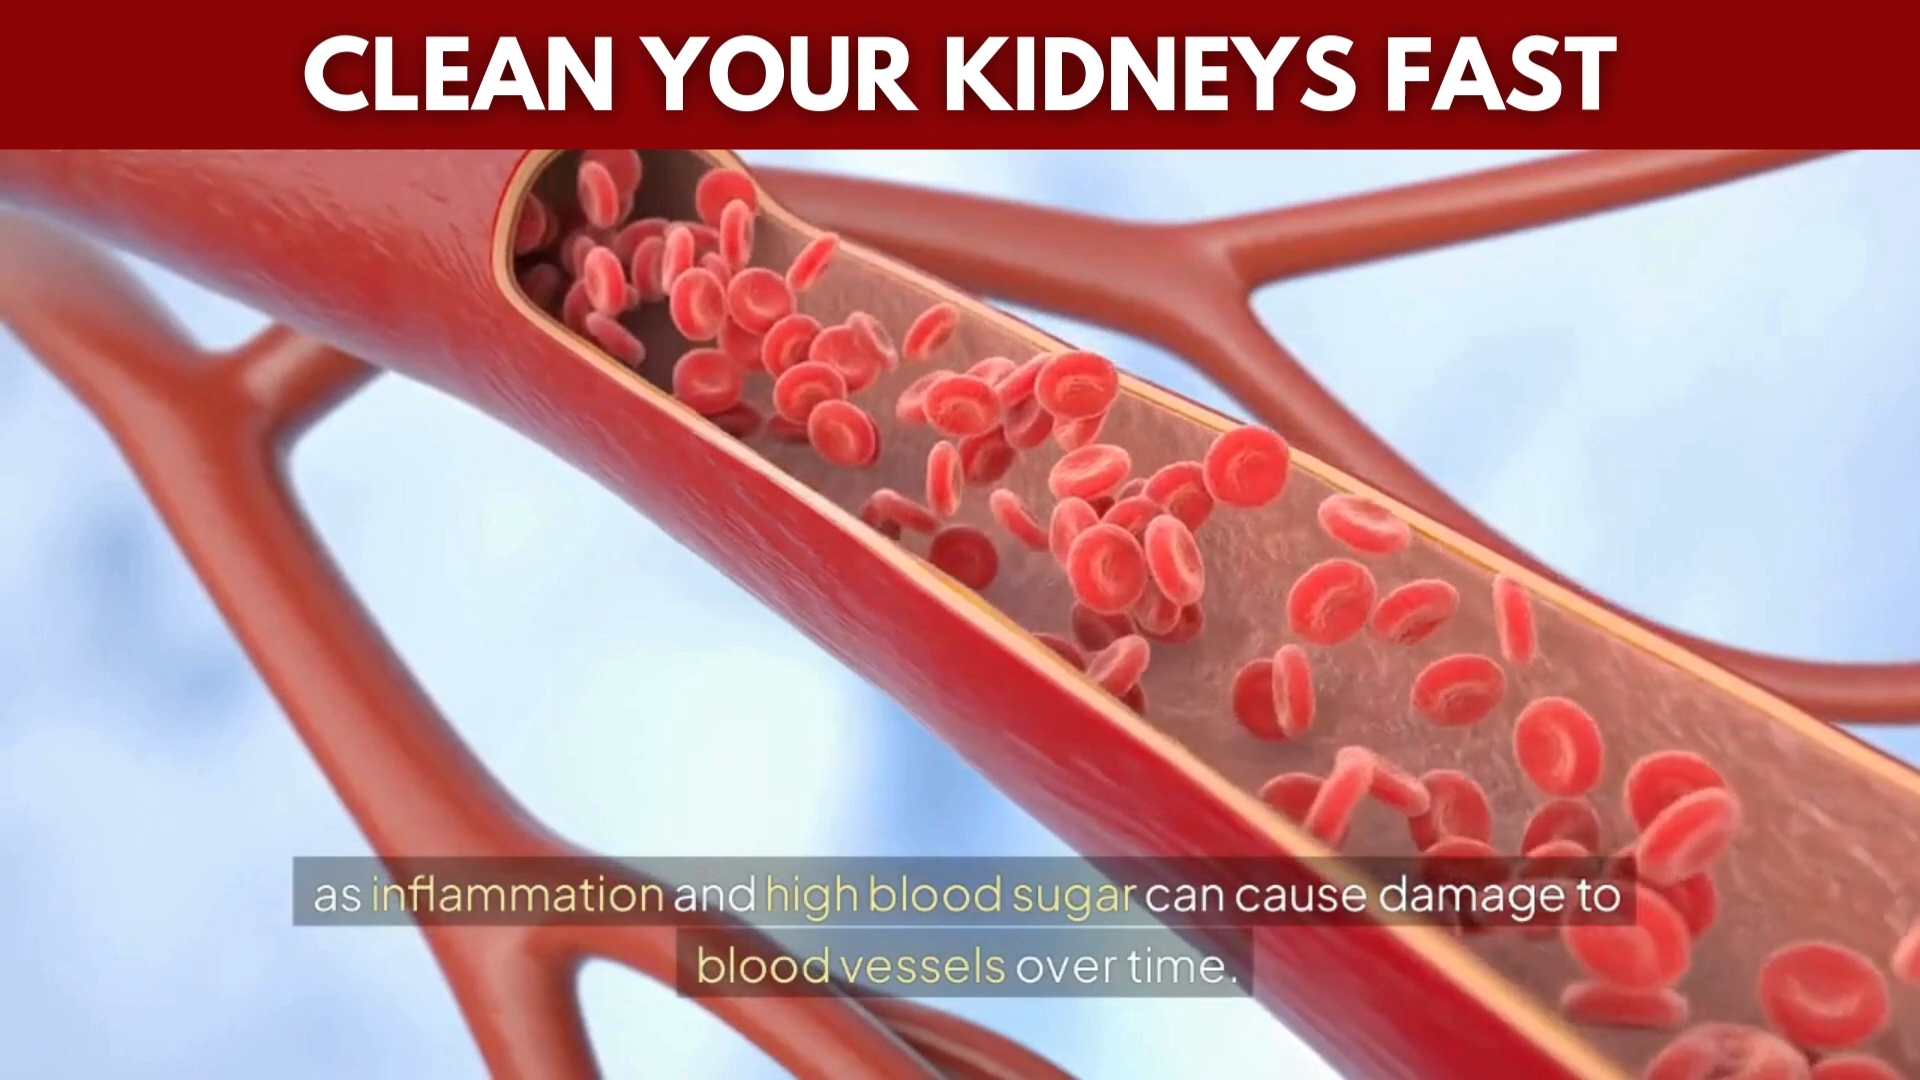 CLEAN YOUR KIDNEYS FAST
as inflammation and high blood sugar can cause damage to
blood vessels over time.